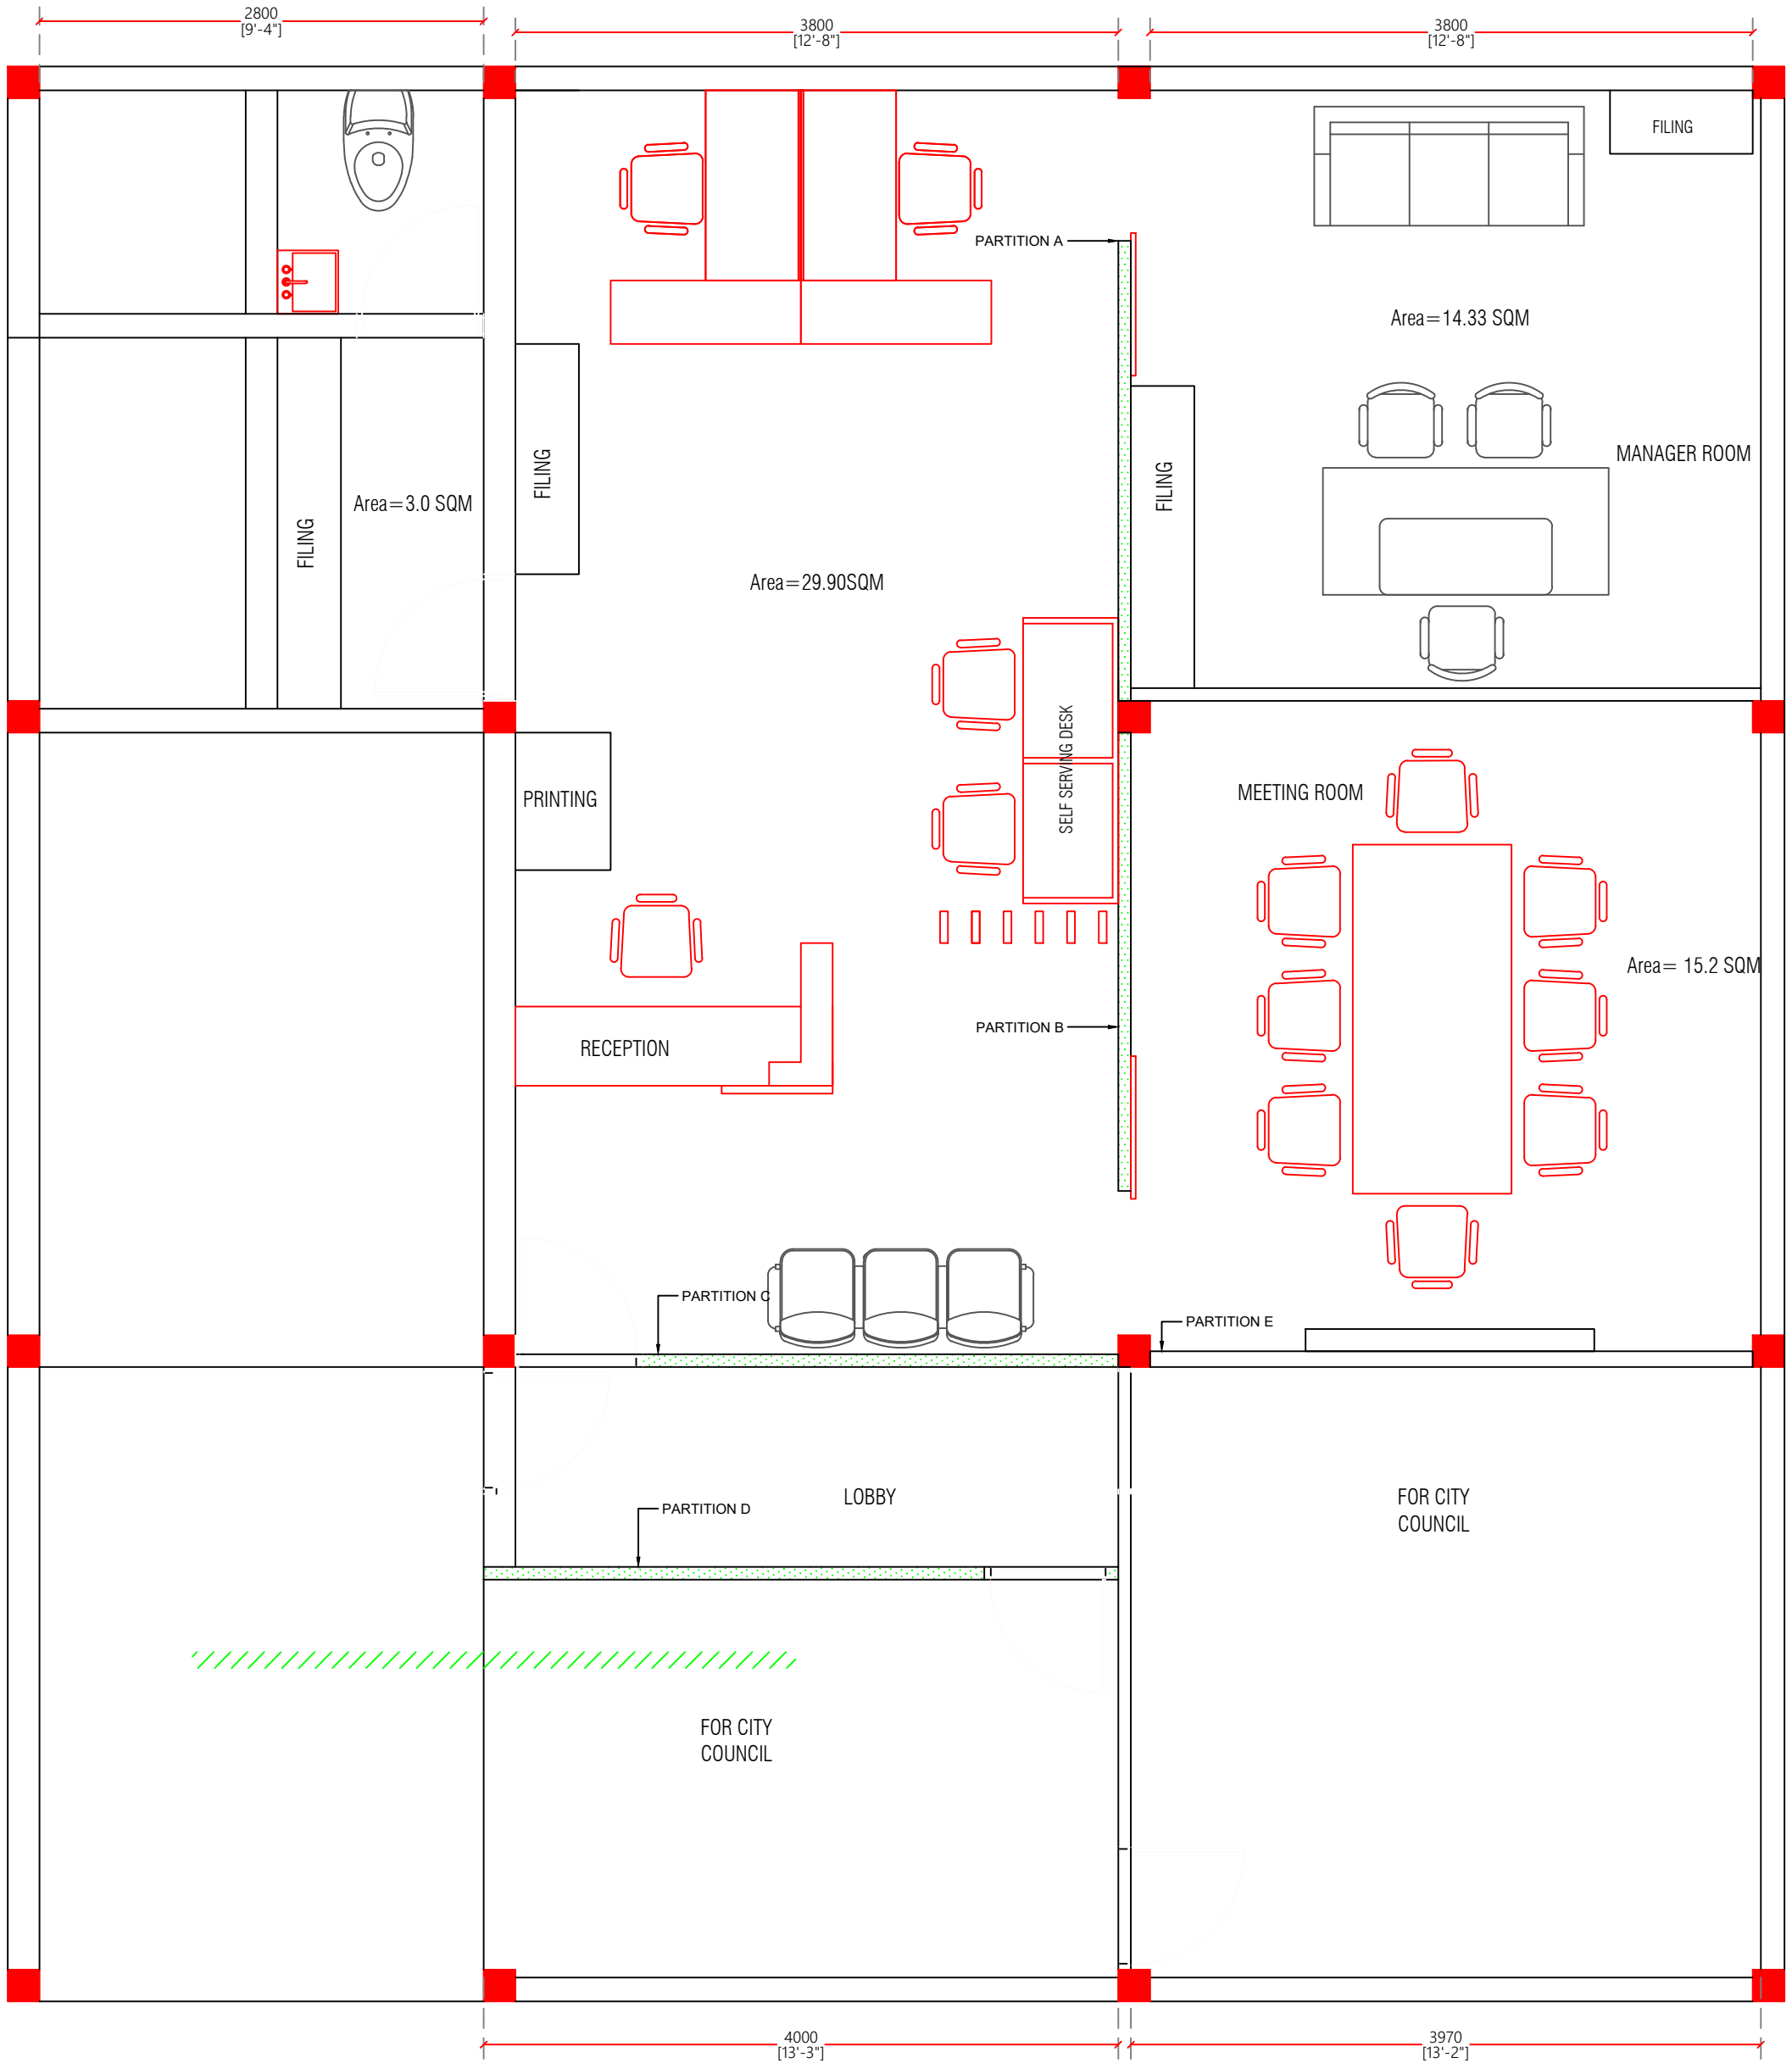 2800
[9'-4"]
3800
[12'-8"]
3800
[12'-8"]
FILING
PARTITION A
Area=14.33 SQM
MANAGER ROOM
FILING
FILING
Area=3.0 SQM
FILING
Area=29.90SQM
SELF SERVING DESK
PRINTING
MEETING ROOM
Area= 15.2 SQM
PARTITION B
RECEPTION
PARTITION C
PARTITION E
LOBBY
PARTITION D
FOR CITY
COUNCIL
FOR CITY
COUNCIL
4000
[13'-3"]
3970
[13'-2"]